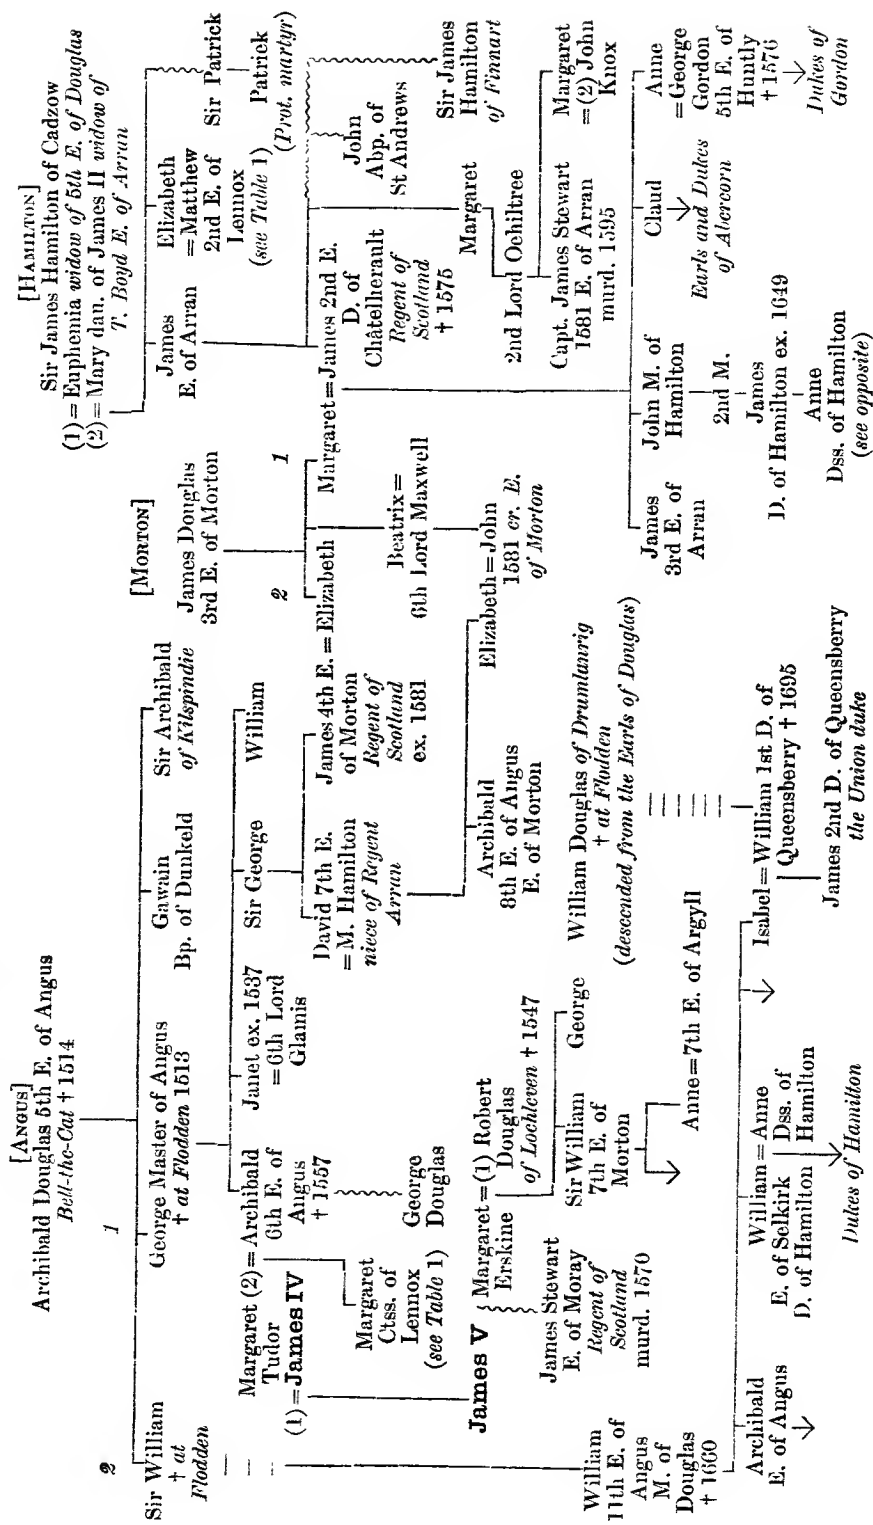 [ANGUS]
Archibald Douglas 5th E. of Angus
Bell-the-Cat † 1514
2
1
Sir William
† at
Flodden
George Master of Angus
† at Flodden 1513
Gawain
Bp. of Dunkeld
Sir Archibald
of Kilspindie
Margaret (2) = Archibald
Tudor
(1) = James IV
6th E. of
Angus
† 1557
Janet ex. 1537
= 6th Lord
Glamis
Sir George
William
Margaret
Ctss. of
Lennox
(see Table 1)
George
Douglas
David 7th E.
= M. Hamilton
niece of Regent
Arran
James 4th E. = Elizabeth
of Morton
Regent of
Scotland
ex. 1581
James V
Margaret = (1) Robert
Erskine
Douglas
of Lochleven † 1547
James Stewart
E. of Moray
Regent of
Scotland
murd. 1570
Sir William
7th E. of
Morton
George
Archibald
8th E. of Angus
E. of Morton
Elizabeth = John
1581 cr. E.
of Morton
Anne = 7th E. of Argyll
William Douglas of Drumlanrig
† at Flodden
(descended from the Earls of Douglas)
William
11th E. of
Angus
M. of
Douglas
† 1660
Archibald
E. of Angus
William = Anne
E. of Selkirk
D. of Hamilton
Dss. of
Hamilton
Dukes of Hamilton
Isabel = William 1st D. of
Queensberry † 1695
James 2nd D. of Queensberry
the Union duke
[MORTON]
James Douglas
3rd E. of Morton
2
1
Beatrix =
6th Lord Maxwell
Margaret = James 2nd E.
D. of
Châtelherault
Regent of
Scotland
† 1575
[HAMILTON]
Sir James Hamilton of Cadzow
(1) = Euphemia widow of 5th E. of Douglas
(2) = Mary dau. of James II widow of
T. Boyd E. of Arran
James
E. of Arran
Elizabeth
= Matthew
2nd E. of
Lennox
(see Table 1)
Sir Patrick
Patrick
(Prot. martyr)
Margaret
John
Abp. of
St Andrews
Sir James
Hamilton
of Finnart
2nd Lord Ochiltree
Capt. James Stewart
1581 E. of Arran
murd. 1595
Margaret
= (2) John
Knox
James
3rd E. of
Arran
John M. of
Hamilton
2nd M.
James
D. of Hamilton ex. 1649
Anne
Dss. of Hamilton
(see opposite)
Claud
Earls and Dukes
of Abercorn
Anne
= George
Gordon
5th E. of
Huntly
† 1576
Dukes of
Gordon